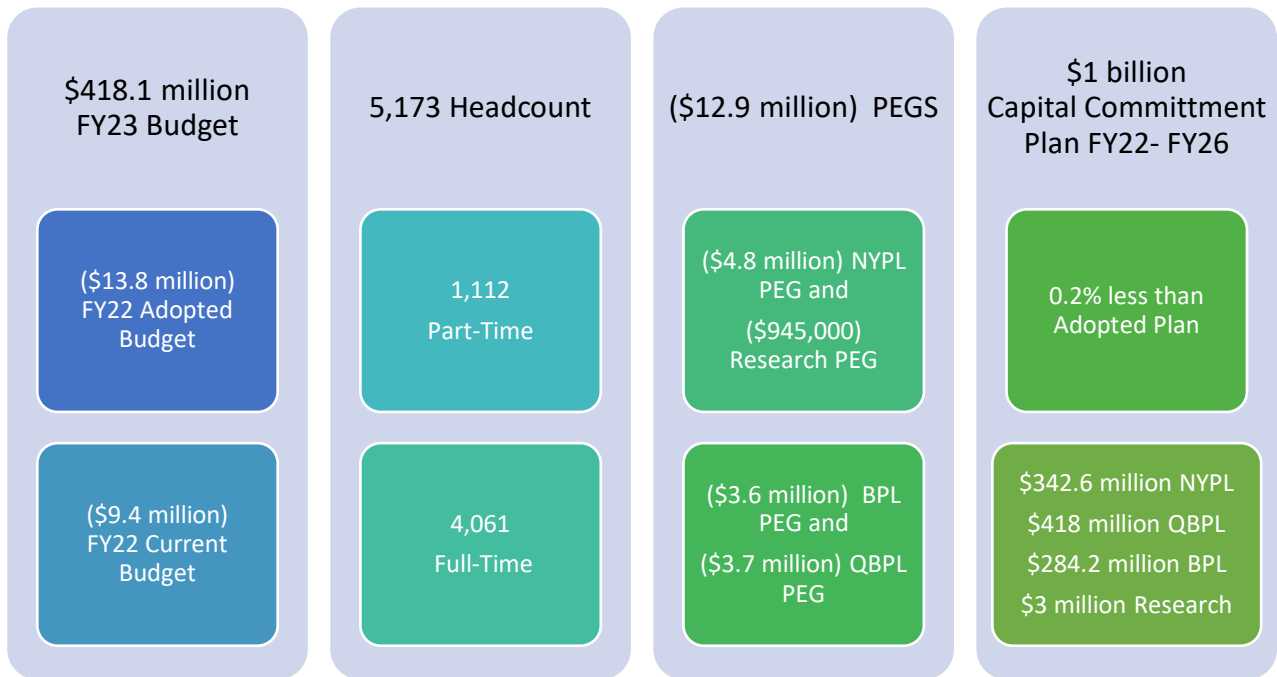 $418.1 million
FY23 Budget
($13.8 million)
FY22 Adopted
Budget
($9.4 million)
FY22 Current
Budget
5,173 Headcount
1,112
Part-Time
4,061
Full-Time
($12.9 million) PEGS
($4.8 million) NYPL
PEG and
($945,000)
Research PEG
($3.6 million) BPL
PEG and
($3.7 million) QBPL
PEG
$1 billion
Capital Committment
Plan FY22- FY26
0.2% less than
Adopted Plan
$342.6 million NYPL
$418 million QBPL
$284.2 million BPL
$3 million Research